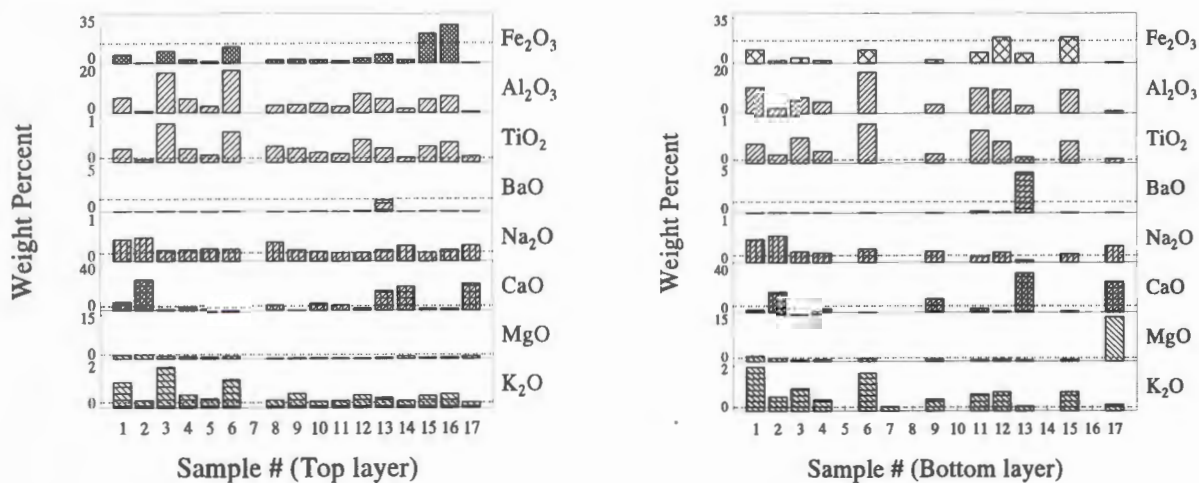 Weight Percent
35
0
Fe2O3
20
0
Al2O3
1
0
TiO2
5
0
BaO
1
0
Na2O
40
0
CaO
15
0
MgO
2
0
K2O
1 2 3 4 5 6 7 8 9 10 11 12 13 14 15 16 17
Sample # (Top layer)
Weight Percent
35
0
Fe2O3
20
0
Al2O3
1
0
TiO2
5
0
BaO
1
0
Na2O
40
0
CaO
15
0
MgO
2
0
K2O
1 2 3 4 5 6 7 8 9 10 11 12 13 14 15 16 17
Sample # (Bottom layer)